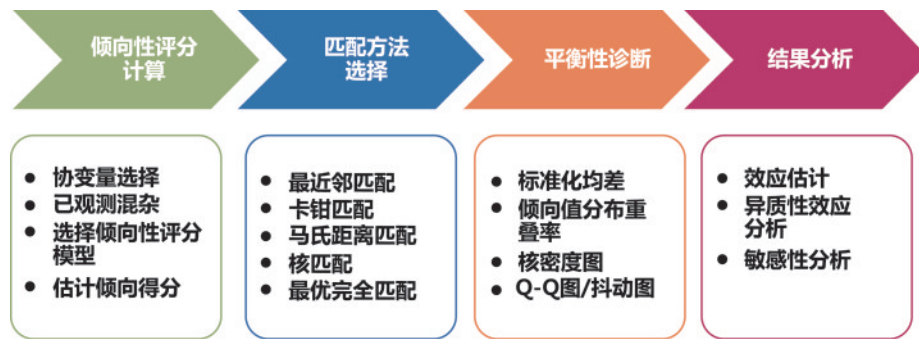 倾向性评分
计算
匹配方法
选择
平衡性诊断
结果分析
● 协变量选择
● 已观测混杂
● 选择倾向性评分
模型
● 估计倾向得分
● 最近邻匹配
● 卡钳匹配
● 马氏距离匹配
● 核匹配
● 最优完全匹配
● 标准化均差
● 倾向值分布重
叠率
● 核密度图
● Q-Q图/抖动图
● 效应估计
● 异质性效应
分析
● 敏感性分析